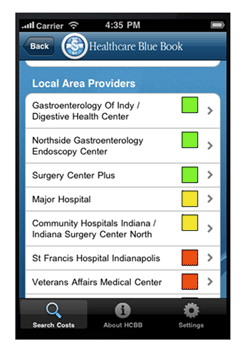 Carrier
4:35 PM
Back
Healthcare Blue Book
Local Area Providers
Gastroenterology Of Indy /
Digestive Health Center
Northside Gastroenterology
Endoscopy Center
Surgery Center Plus
Major Hospital
Community Hospitals Indiana /
Indiana Surgery Center North
St Francis Hospital Indianapolis
Veterans Affairs Medical Center
Search Costs
About HCBB
Settings